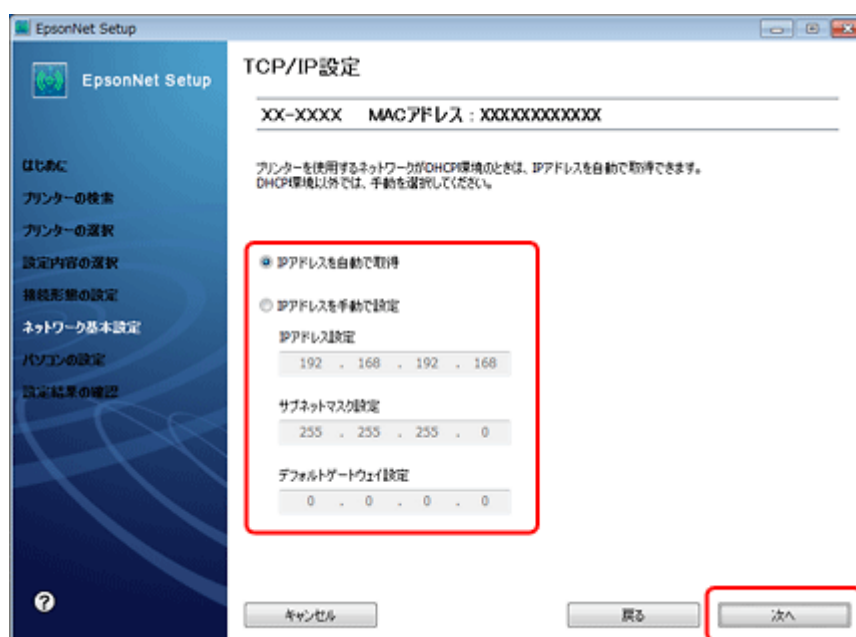 EpsonNet Setup
EpsonNet Setup
はじめに
プリンターの検索
プリンターの選択
設定内容の選択
接続形態の設定
ネットワーク基本設定
パソコンの設定
設定結果の確認
TCP/IP設定
XX-XXXX MACアドレス：XXXXXXXXXXXX
プリンターを使用するネットワークがDHCP環境のときは、IPアドレスを自動で取得できます。
DHCP環境以外では、手動を選択してください。
IPアドレスを自動で取得
IPアドレスを手動で設定
IPアドレス設定
192 . 168 . 192 . 168
サブネットマスク設定
255 . 255 . 255 . 0
デフォルトゲートウェイ設定
0 . 0 . 0 . 0
?
キャンセル
戻る
次へ